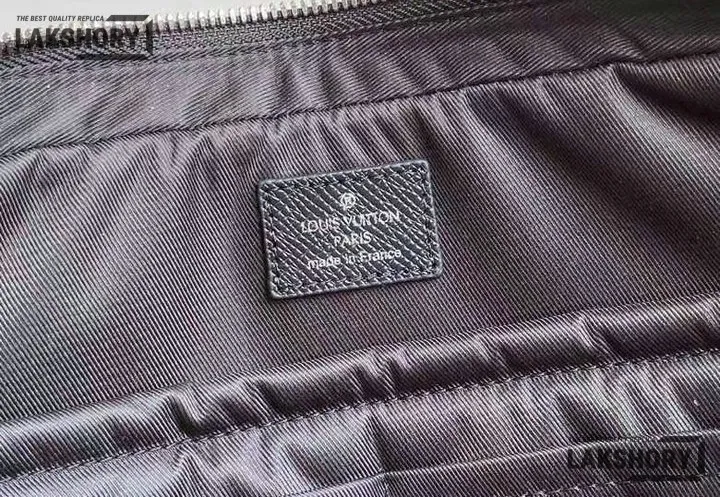 THE BEST QUALITY REPLICA
LAKSHORY
®
LOUIS VUITTON
PARIS
made in France
LAKSHORY